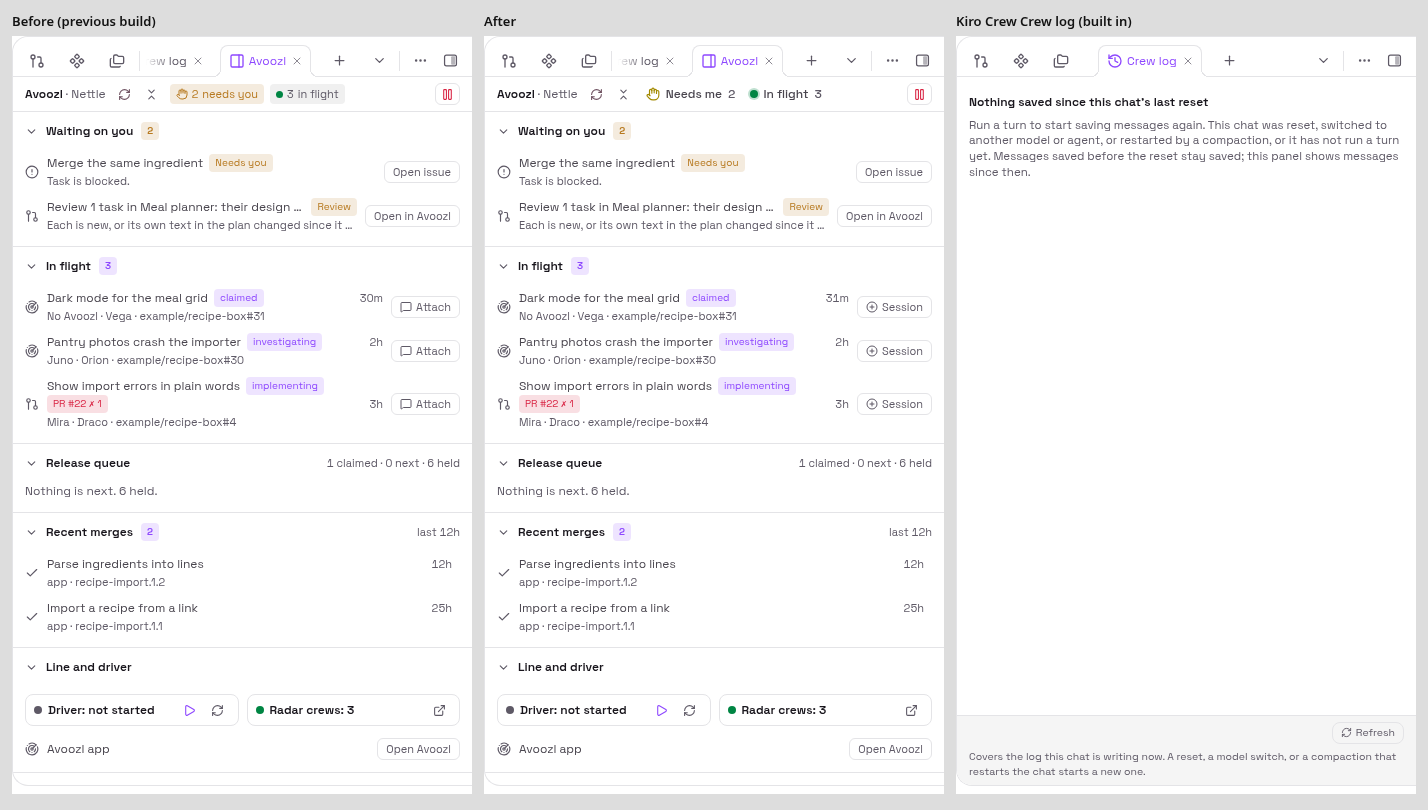 Before (previous build)
ew log
Avoozl
Avoozl · Nettle
2 needs you
3 in flight
Waiting on you 2
Merge the same ingredient Needs you
Task is blocked.
Open issue
Review 1 task in Meal planner: their design ... Review
Each is new, or its own text in the plan changed since it ...
Open in Avoozl
In flight 3
Dark mode for the meal grid claimed
No Avoozl · Vega · example/recipe-box#31
30m
Attach
Pantry photos crash the importer investigating
Juno · Orion · example/recipe-box#30
2h
Attach
Show import errors in plain words implementing
PR #22 ✗ 1
Mira · Draco · example/recipe-box#4
3h
Attach
Release queue
1 claimed · 0 next · 6 held
Nothing is next. 6 held.
Recent merges 2
last 12h
Parse ingredients into lines
app · recipe-import.1.2
12h
Import a recipe from a link
app · recipe-import.1.1
25h
Line and driver
Driver: not started
Radar crews: 3
Avoozl app
Open Avoozl
After
ew log
Avoozl
Avoozl · Nettle
Needs me 2
In flight 3
Waiting on you 2
Merge the same ingredient Needs you
Task is blocked.
Open issue
Review 1 task in Meal planner: their design ... Review
Each is new, or its own text in the plan changed since it ...
Open in Avoozl
In flight 3
Dark mode for the meal grid claimed
No Avoozl · Vega · example/recipe-box#31
31m
Session
Pantry photos crash the importer investigating
Juno · Orion · example/recipe-box#30
2h
Session
Show import errors in plain words implementing
PR #22 ✗ 1
Mira · Draco · example/recipe-box#4
3h
Session
Release queue
1 claimed · 0 next · 6 held
Nothing is next. 6 held.
Recent merges 2
last 12h
Parse ingredients into lines
app · recipe-import.1.2
12h
Import a recipe from a link
app · recipe-import.1.1
25h
Line and driver
Driver: not started
Radar crews: 3
Avoozl app
Open Avoozl
Kiro Crew Crew log (built in)
Crew log
Nothing saved since this chat's last reset
Run a turn to start saving messages again. This chat was reset, switched to
another model or agent, or restarted by a compaction, or it has not run a turn
yet. Messages saved before the reset stay saved; this panel shows messages
since then.
Refresh
Covers the log this chat is writing now. A reset, a model switch, or a compaction that
restarts the chat starts a new one.